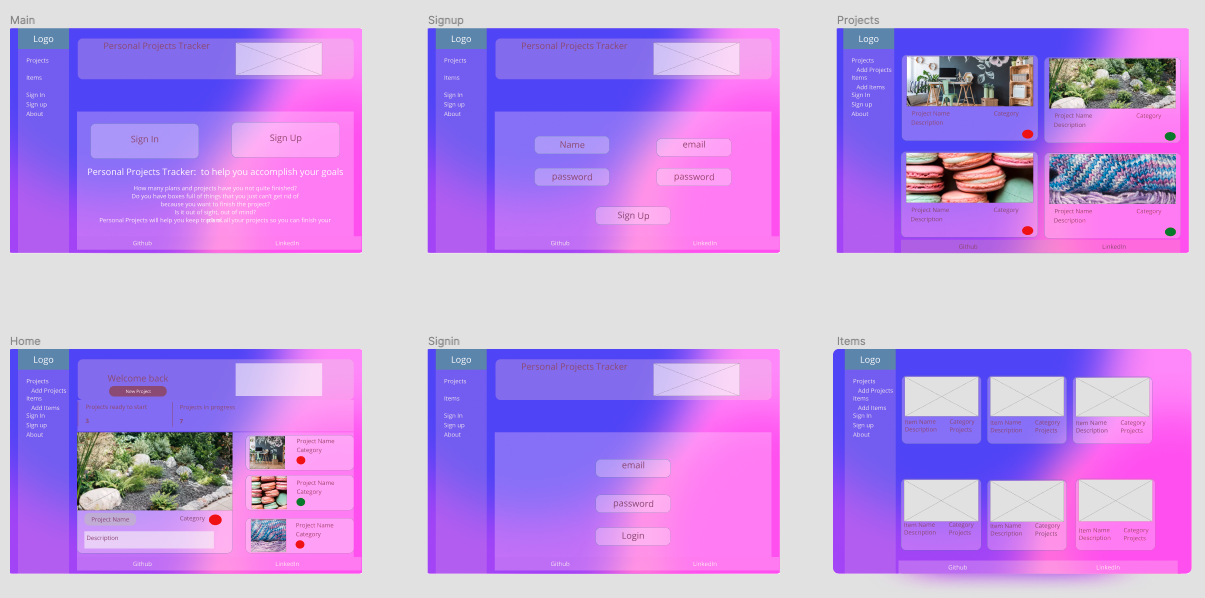 Main
Logo
Projects
Items
Sign In
Sign up
About
Personal Projects Tracker
Sign In
Sign Up
Personal Projects Tracker: to help you accomplish your goals
How many plans and projects have you not quite finished?
Do you have boxes full of things that you just can't get rid of
because you want to finish the project?
Is it out of sight, out of mind?
Personal Projects will help you keep all your projects so you can finish your
Github
LinkedIn
Signup
Logo
Projects
Items
Sign In
Sign up
About
Personal Projects Tracker
Name
email
password
password
Sign Up
Github
LinkedIn
Projects
Logo
Projects
Add Projects
Items
Add Items
Sign In
Sign up
About
Project Name
Category
Description
Project Name
Category
Description
Project Name
Category
Description
Project Name
Category
Description
Github
LinkedIn
Home
Logo
Projects
Add Projects
Items
Add Items
Sign In
Sign up
About
Welcome back
New Project
Projects ready to start
Projects in progress
3
7
Project Name
Category
Description
Project Name
Category
Project Name
Category
Project Name
Category
Github
LinkedIn
Signin
Logo
Projects
Items
Sign In
Sign up
About
Personal Projects Tracker
email
password
Login
Github
LinkedIn
Items
Logo
Projects
Add Projects
Items
Add Items
Sign In
Sign up
About
Item Name
Category
Description
Projects
Item Name
Category
Description
Projects
Item Name
Category
Description
Projects
Item Name
Category
Description
Projects
Item Name
Category
Description
Projects
Item Name
Category
Description
Projects
Github
LinkedIn